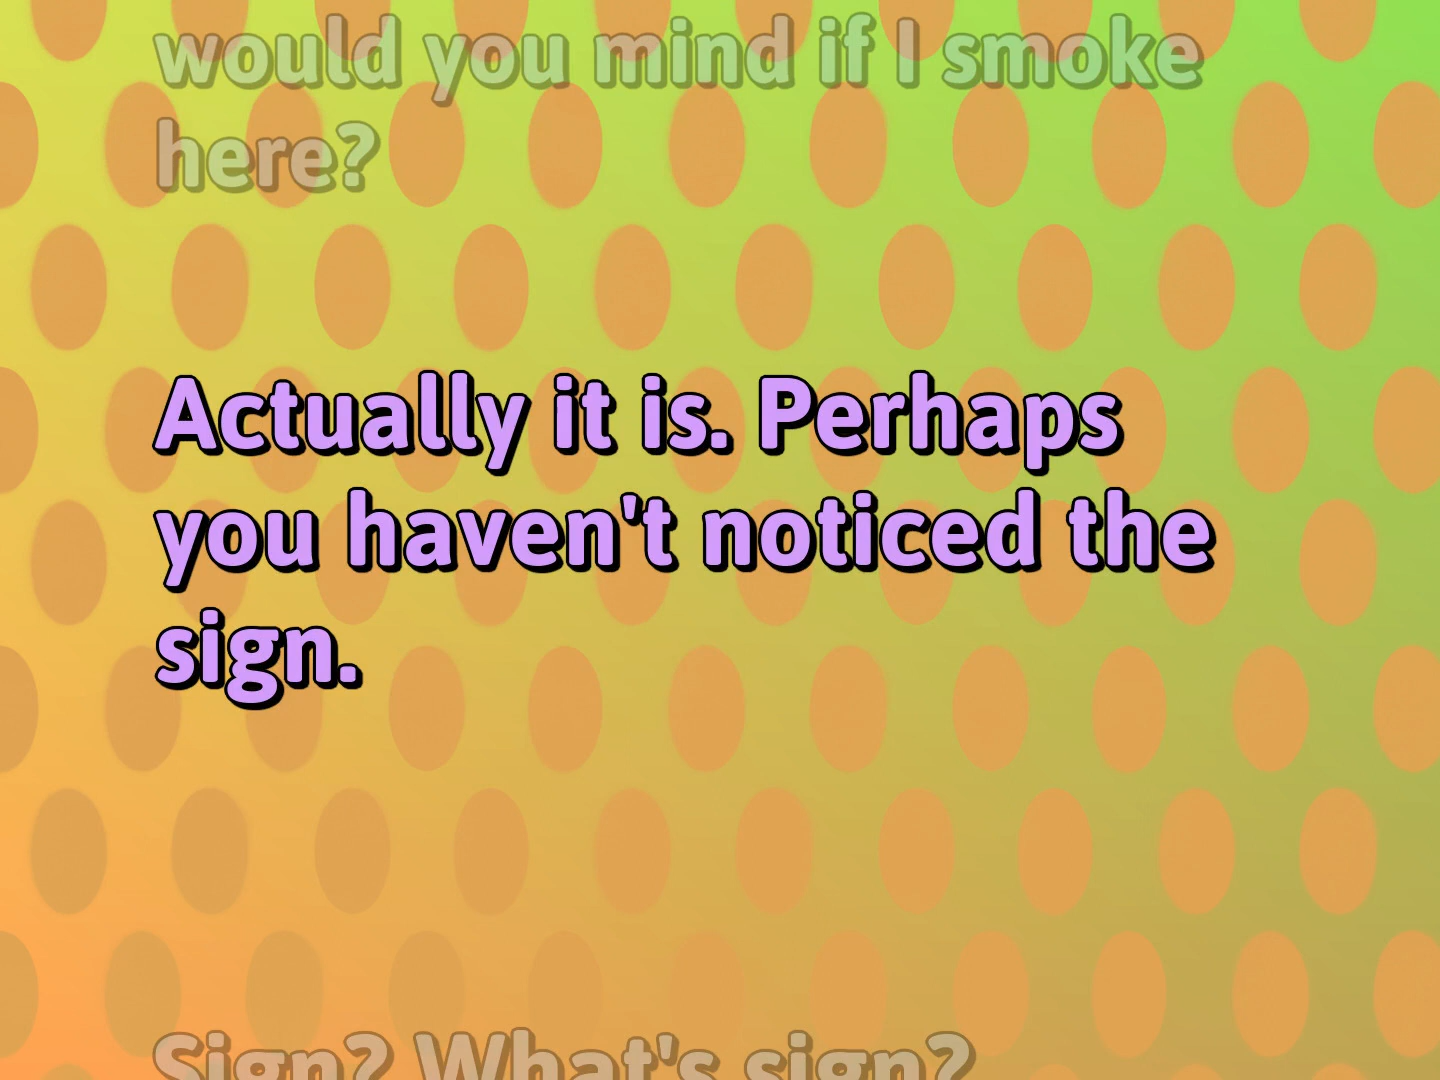 would you mind if I smoke
here?
Actually it is. Perhaps
you haven't noticed the
sign.
Sign? What's sign?